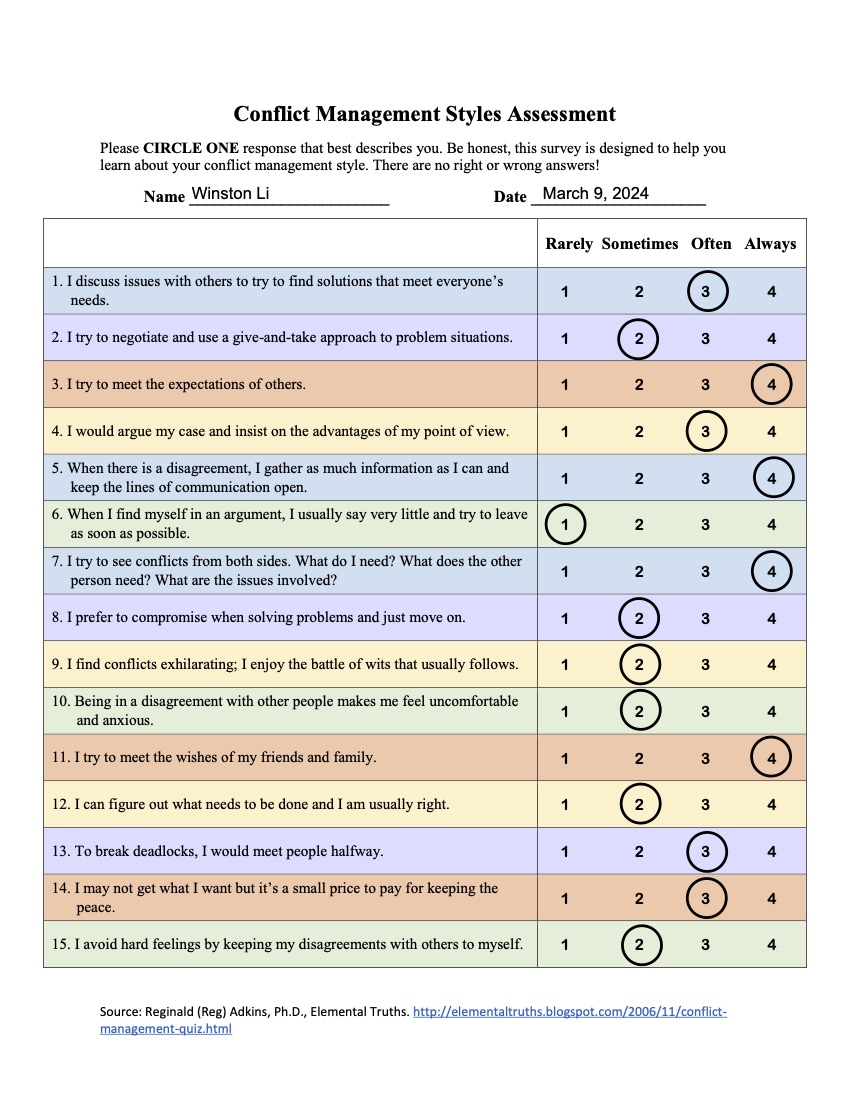 Conflict Management Styles Assessment
Please CIRCLE ONE response that best describes you. Be honest, this survey is designed to help you
learn about your conflict management style. There are no right or wrong answers!
Name Winston Li Date March 9, 2024
Rarely Sometimes Often Always
1. I discuss issues with others to try to find solutions that meet everyone’s
needs.
1 2 3 4
2. I try to negotiate and use a give-and-take approach to problem situations. 1 2 3 4
3. I try to meet the expectations of others. 1 2 3 4
4. I would argue my case and insist on the advantages of my point of view. 1 2 3 4
5. When there is a disagreement, I gather as much information as I can and
keep the lines of communication open.
1 2 3 4
6. When I find myself in an argument, I usually say very little and try to leave
as soon as possible.
1 2 3 4
7. I try to see conflicts from both sides. What do I need? What does the other
person need? What are the issues involved?
1 2 3 4
8. I prefer to compromise when solving problems and just move on. 1 2 3 4
9. I find conflicts exhilarating; I enjoy the battle of wits that usually follows. 1 2 3 4
10. Being in a disagreement with other people makes me feel uncomfortable
and anxious.
1 2 3 4
11. I try to meet the wishes of my friends and family. 1 2 3 4
12. I can figure out what needs to be done and I am usually right. 1 2 3 4
13. To break deadlocks, I would meet people halfway. 1 2 3 4
14. I may not get what I want but it’s a small price to pay for keeping the
peace.
1 2 3 4
15. I avoid hard feelings by keeping my disagreements with others to myself. 1 2 3 4
Source: Reginald (Reg) Adkins, Ph.D., Elemental Truths. http://elementaltruths.blogspot.com/2006/11/conflict-
management-quiz.html